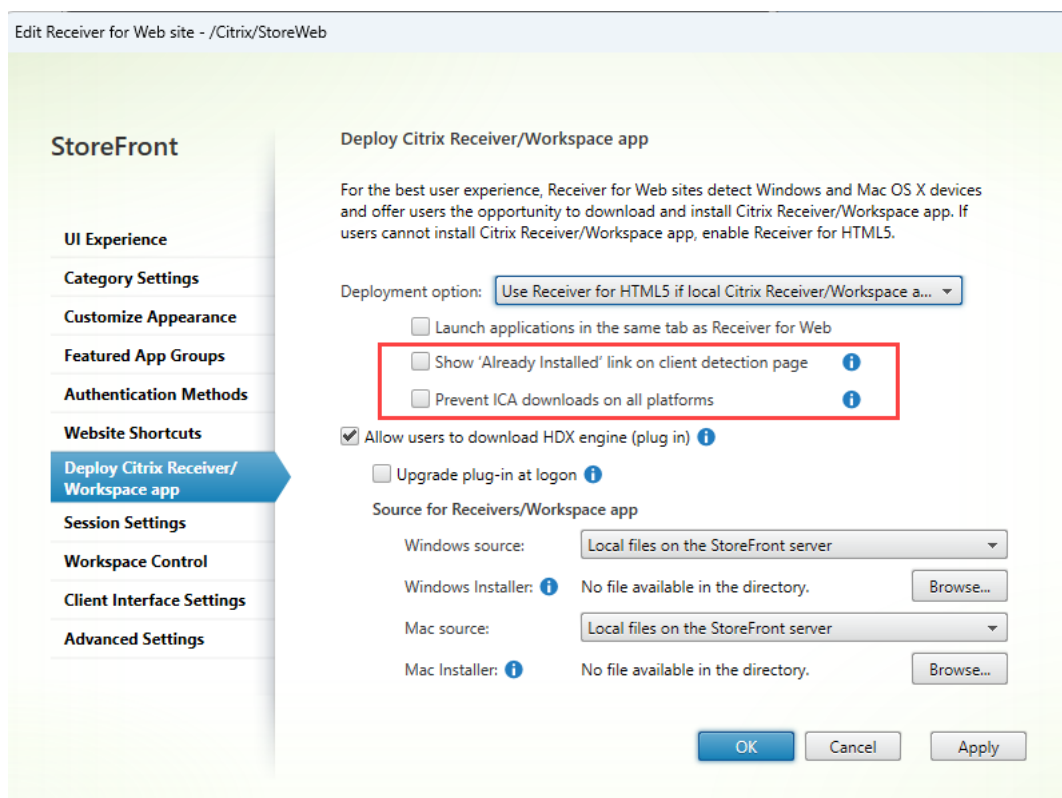 Edit Receiver for Web site - /Citrix/StoreWeb
StoreFront
UI Experience
Category Settings
Customize Appearance
Featured App Groups
Authentication Methods
Website Shortcuts
Deploy Citrix Receiver/
Workspace app
Session Settings
Workspace Control
Client Interface Settings
Advanced Settings
Deploy Citrix Receiver/Workspace app
For the best user experience, Receiver for Web sites detect Windows and Mac OS X devices
and offer users the opportunity to download and install Citrix Receiver/Workspace app. If
users cannot install Citrix Receiver/Workspace app, enable Receiver for HTML5.
Deployment option: Use Receiver for HTML5 if local Citrix Receiver/Workspace a...
Launch applications in the same tab as Receiver for Web
Show ‘Already Installed’ link on client detection page
Prevent ICA downloads on all platforms
Allow users to download HDX engine (plug in)
Upgrade plug-in at logon
Source for Receivers/Workspace app
Windows source: Local files on the StoreFront server
Windows Installer: No file available in the directory. Browse...
Mac source: Local files on the StoreFront server
Mac Installer: No file available in the directory. Browse...
OK Cancel Apply